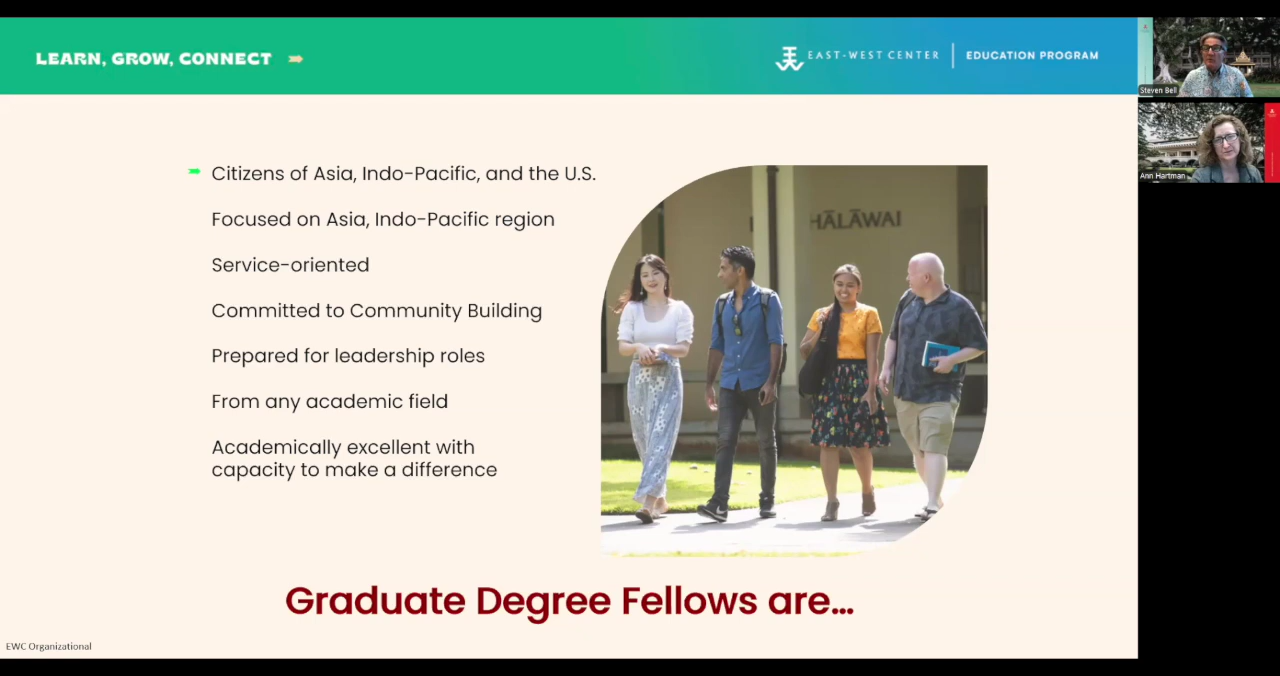 LEARN, GROW, CONNECT
EAST-WEST CENTER
EDUCATION PROGRAM
Steven Bell
Ann Hartman
Citizens of Asia, Indo-Pacific, and the U.S.
Focused on Asia, Indo-Pacific region
Service-oriented
Committed to Community Building
Prepared for leadership roles
From any academic field
Academically excellent with
capacity to make a difference
HĀLĀWAI
Graduate Degree Fellows are...
EWC Organizational